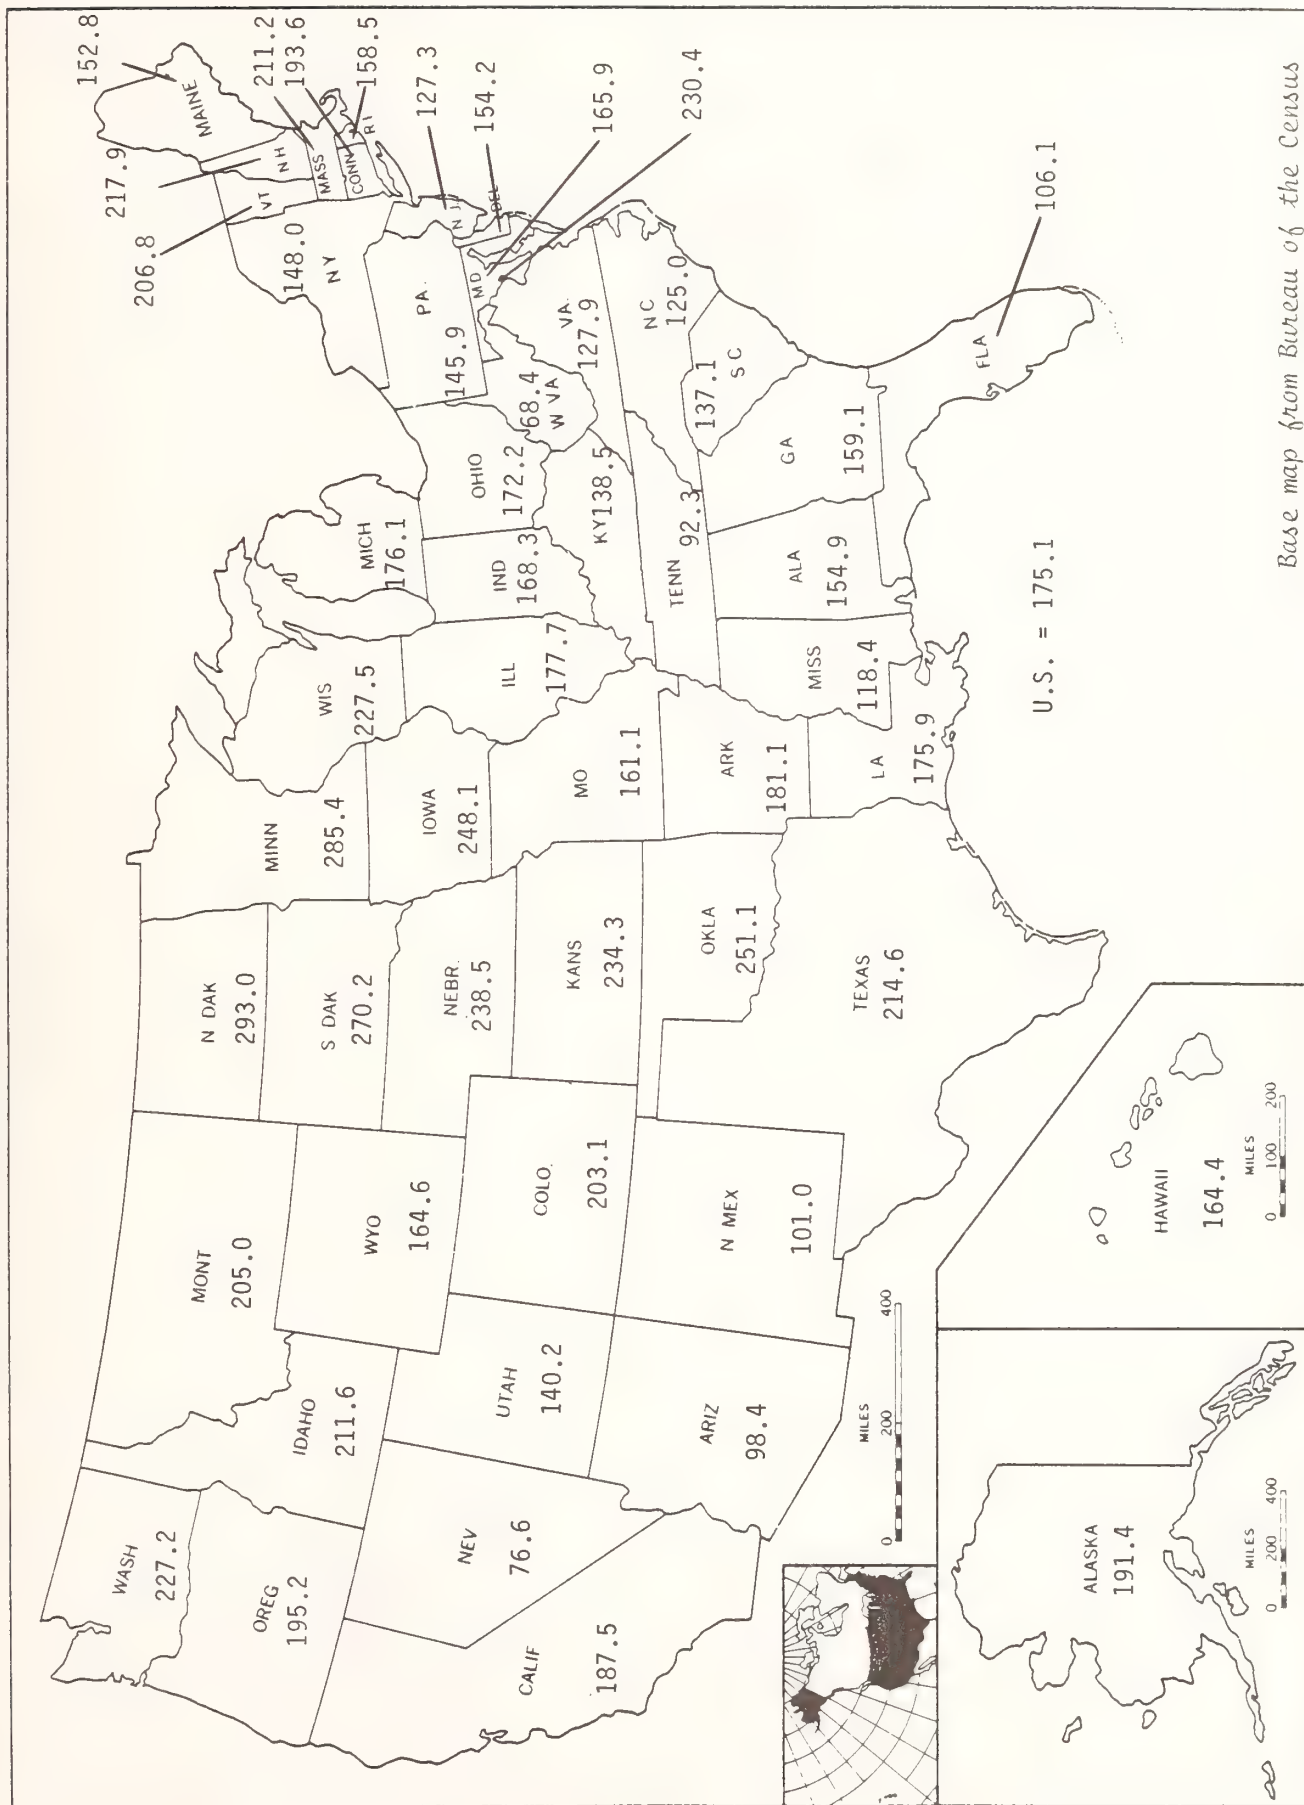 WASH
227.2
OREG
195.2
CALIF
187.5
NEV
76.6
IDAHO
211.6
MONT
205.0
WYO
164.6
UTAH
140.2
ARIZ
98.4
COLO.
203.1
N MEX
101.0
N DAK
293.0
S DAK
270.2
NEBR.
238.5
KANS
234.3
OKLA
251.1
TEXAS
214.6
MINN
285.4
IOWA
248.1
MO
161.1
ARK
181.1
LA
175.9
WIS
227.5
ILL
177.7
MISS
118.4
MICH
176.1
IND
168.3
OHIO
172.2
KY 138.5
TENN
92.3
ALA
154.9
GA
159.1
FLA
106.1
SC
137.1
NC
125.0
VA.
127.9
W VA
68.4
PA.
145.9
NY
148.0
VT
206.8
NH
217.9
MAINE
152.8
MASS
211.2
CONN
193.6
RI
158.5
NJ
127.3
DEL
154.2
MD
165.9
230.4
U.S. = 175.1
MILES
0 200 400
ALASKA
191.4
MILES
0 200 400
HAWAII
164.4
MILES
0 100 200
Base map from Bureau of the Census